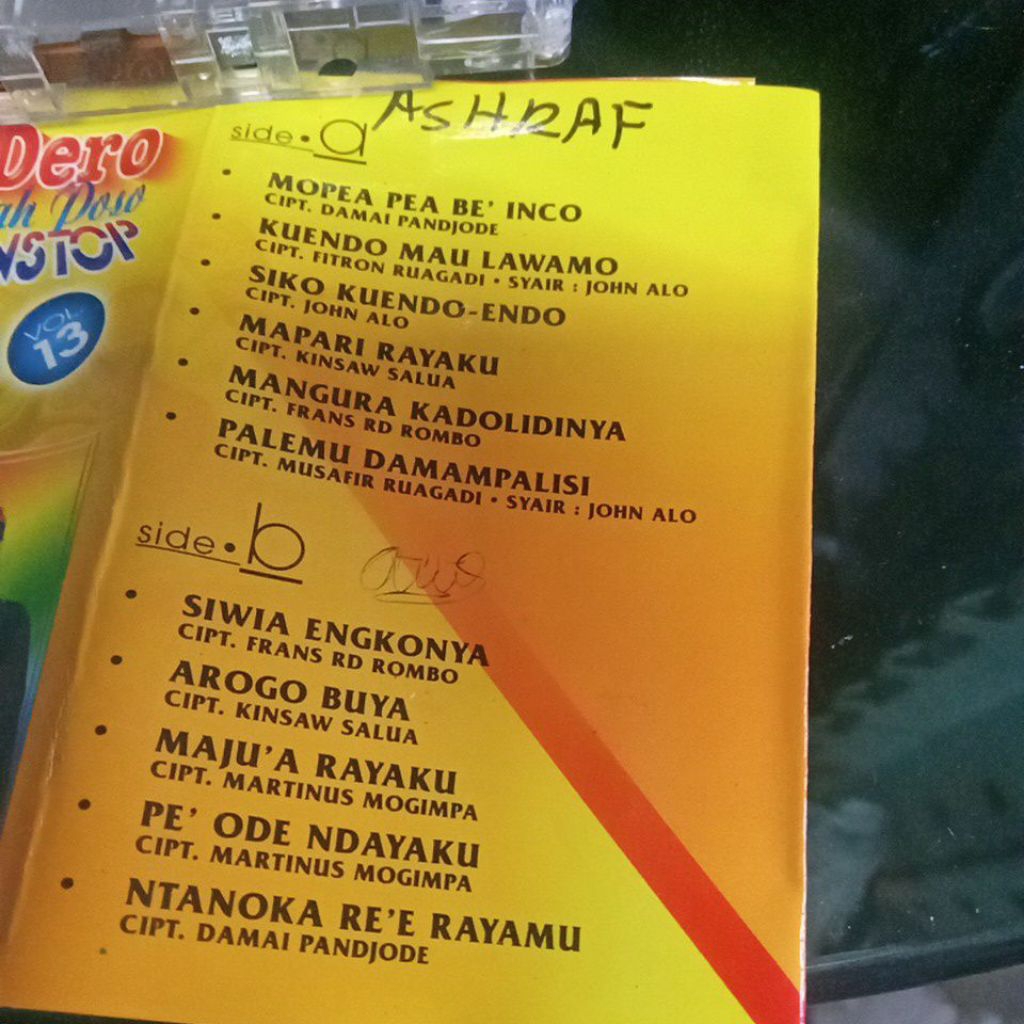 Dero
Poso
NSTOP
VOL.
13
ASHRAF
side • a
• MOPEA PEA BE' INCO
CIPT. DAMAI PANDJODE
• KUENDO MAU LAWAMO
CIPT. FITRON RUAGADI • SYAIR : JOHN ALO
• SIKO KUENDO-ENDO
CIPT. JOHN ALO
• MAPARI RAYAKU
CIPT. KINSAW SALUA
• MANGURA KADOLIDINYA
CIPT. FRANS RD ROMBO
• PALEMU DAMAMPALISI
CIPT. MUSAFIR RUAGADI • SYAIR : JOHN ALO
side • b
• SIWIA ENGKONYA
CIPT. FRANS RD ROMBO
• AROGO BUYA
CIPT. KINSAW SALUA
• MAJU'A RAYAKU
CIPT. MARTINUS MOGIMPA
• PE' ODE NDAYAKU
CIPT. MARTINUS MOGIMPA
• NTANOKA RE'E RAYAMU
CIPT. DAMAI PANDJODE